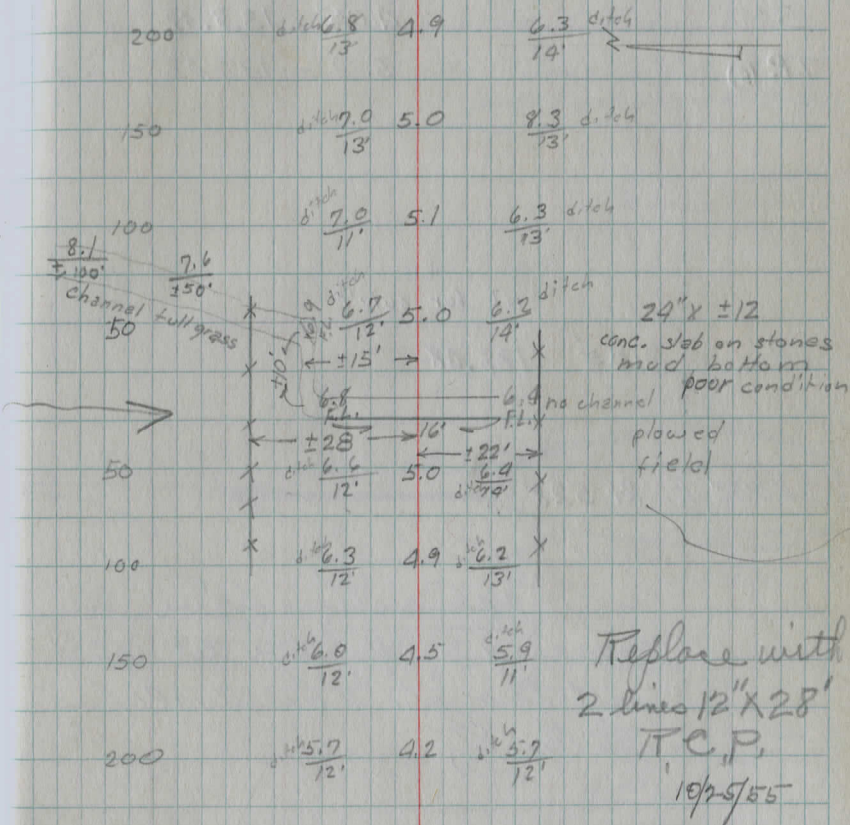 200 ditch 6.8/13' 4.9 6.3/14' ditch
150 ditch 7.0/13' 5.0 8.3/13' ditch
100 ditch 7.0/11' 5.1 6.3/13' ditch
8.1/±100' 7.6/±50'
channel full grass
50 6.9 F.L. ditch 6.7/12' 5.0 6.2/14' ditch
24" X ±12
conc. slab on stones
mud bottom
poor condition
±15'
±10'
6.8 F.L. F.L. no channel
16'
±28 ±22'
plowed
field
50 ditch 6.6/12' 5.0 ditch
100 ditch 6.3/12' 4.9 ditch 6.2/13'
150 ditch 6.0/12' 4.5 ditch 5.9/11'
Replace with
2 lines 12" X 28'
R.C.P.
200 ditch 5.7/12' 4.2 ditch 5.7/12'
10/25/55